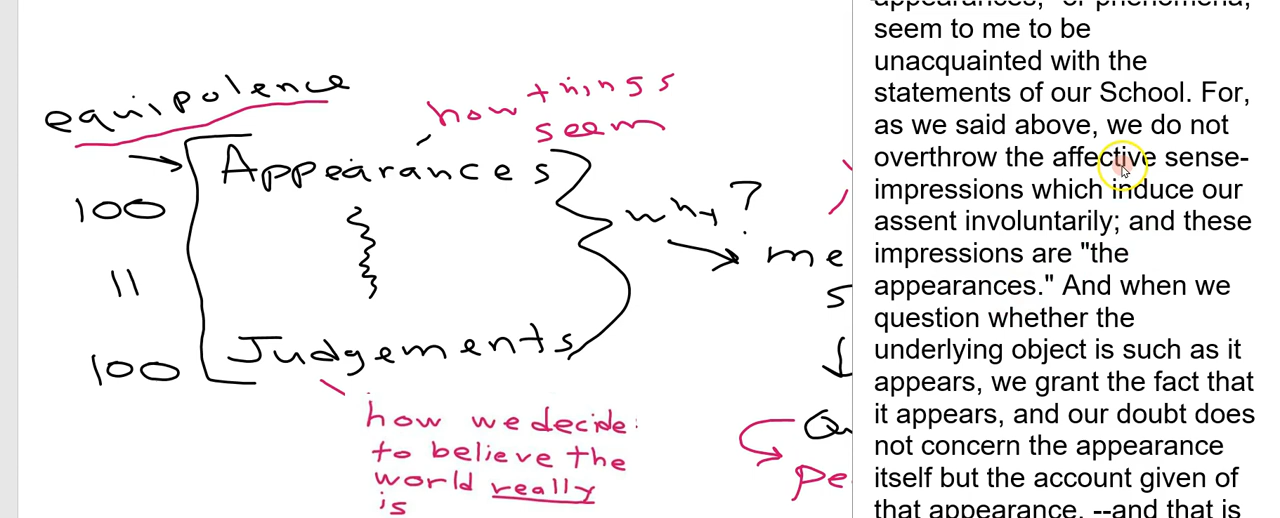 equipolence
how things
seem
Appearances
100
why?
me
11
100
Judgements
how we decide
to believe the
world really
is
pe
appearances," or phenomena,
seem to me to be
unacquainted with the
statements of our School. For,
as we said above, we do not
overthrow the affective sense-
impressions which induce our
assent involuntarily; and these
impressions are "the
appearances." And when we
question whether the
underlying object is such as it
appears, we grant the fact that
it appears, and our doubt does
not concern the appearance
itself but the account given of
that appearance, --and that is